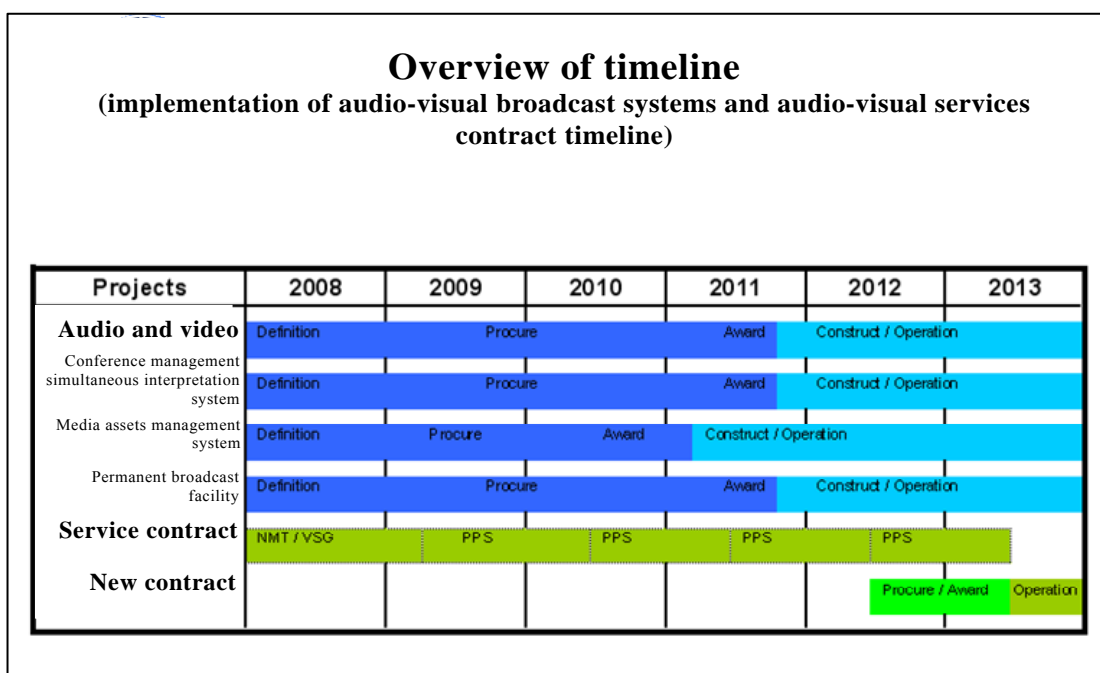 Overview of timeline
(implementation of audio-visual broadcast systems and audio-visual services
contract timeline)
Projects 2008 2009 2010 2011 2012 2013
Audio and video Definition Procure Award Construct / Operation
Conference management
simultaneous interpretation
system
Definition Procure Award Construct / Operation
Media assets management
system
Definition Procure Award Construct / Operation
Permanent broadcast
facility
Definition Procure Award Construct / Operation
Service contract NMT / VSG PPS PPS PPS PPS
New contract Procure / Award Operation